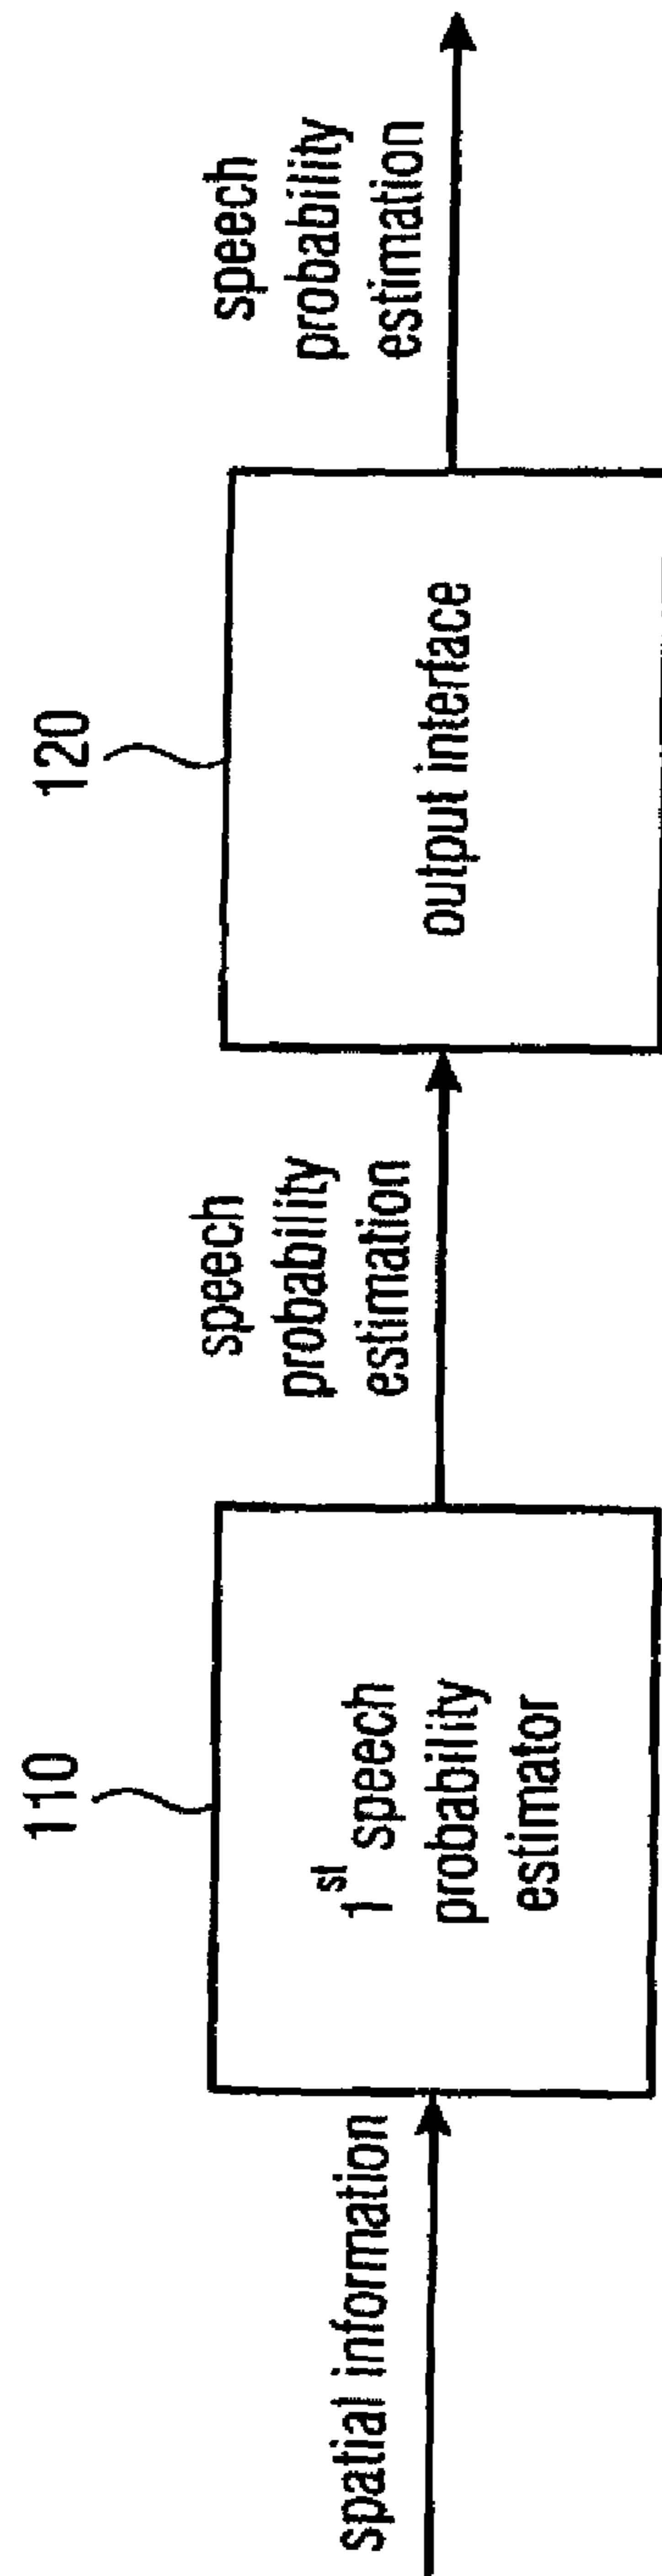 spatial information
110
1st speech
probability
estimator
speech
probability
estimation
120
output interface
speech
probability
estimation